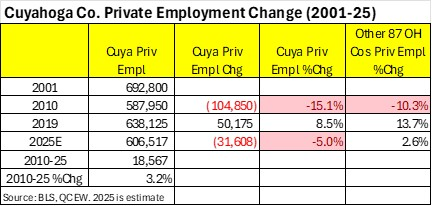 Cuyahoga Co. Private Employment Change (2001-25)
Cuya Priv Empl Cuya Priv Empl Chg Cuya Priv Empl %Chg Other 87 OH Cos Priv Empl %Chg
2001 692,800
2010 587,950 (104,850) -15.1% -10.3%
2019 638,125 50,175 8.5% 13.7%
2025E 606,517 (31,608) -5.0% 2.6%
2010-25 18,567
2010-25 %Chg 3.2%
Source: BLS, QCEW. 2025 is estimate